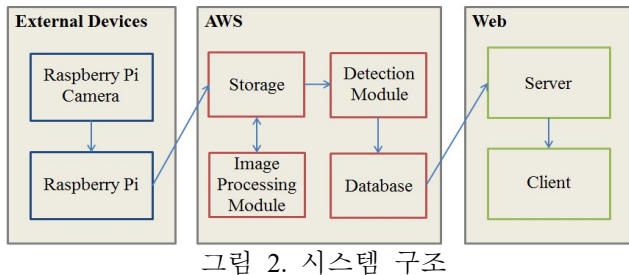 External Devices
Raspberry Pi
Camera
Raspberry Pi
AWS
Storage
Image
Processing
Module
Detection
Module
Database
Web
Server
Client
그림 2. 시스템 구조